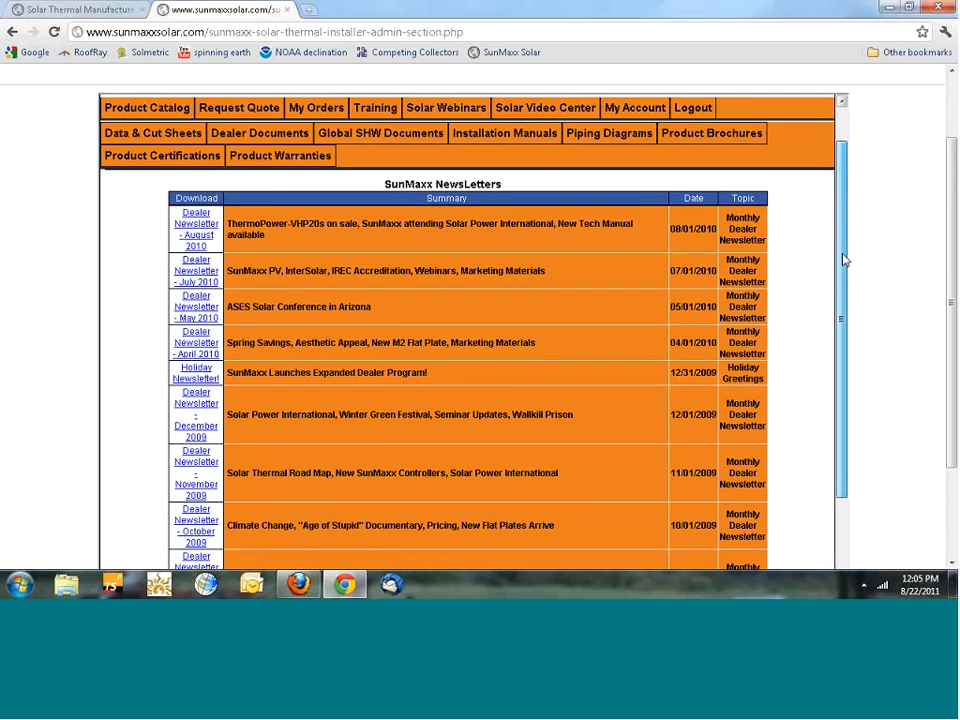 Solar Thermal Manufacture
www.sunmaxxsolar.com/su
www.sunmaxxsolar.com/sunmaxx-solar-thermal-installer-admin-section.php
Google RoofRay Solmetric spinning earth NOAA declination Competing Collectors SunMaxx Solar Other bookmarks
Product Catalog Request Quote My Orders Training Solar Webinars Solar Video Center My Account Logout
Data & Cut Sheets Dealer Documents Global SHW Documents Installation Manuals Piping Diagrams Product Brochures
Product Certifications Product Warranties
SunMaxx NewsLetters
Download Summary Date Topic
Dealer
Newsletter
- August
2010
ThermoPower-VHP20s on sale, SunMaxx attending Solar Power International, New Tech Manual
available
08/01/2010
Monthly
Dealer
Newsletter
Dealer
Newsletter
- July 2010
SunMaxx PV, InterSolar, IREC Accreditation, Webinars, Marketing Materials
07/01/2010
Monthly
Dealer
Newsletter
Dealer
Newsletter
- May 2010
ASES Solar Conference in Arizona
05/01/2010
Monthly
Dealer
Newsletter
Dealer
Newsletter
- April 2010
Spring Savings, Aesthetic Appeal, New M2 Flat Plate, Marketing Materials
04/01/2010
Monthly
Dealer
Newsletter
Holiday
Newsletter!
SunMaxx Launches Expanded Dealer Program!
12/31/2009
Holiday
Greetings
Dealer
Newsletter
-
December
2009
Solar Power International, Winter Green Festival, Seminar Updates, Wallkill Prison
12/01/2009
Monthly
Dealer
Newsletter
Dealer
Newsletter
-
November
2009
Solar Thermal Road Map, New SunMaxx Controllers, Solar Power International
11/01/2009
Monthly
Dealer
Newsletter
Dealer
Newsletter
- October
2009
Climate Change, "Age of Stupid" Documentary, Pricing, New Flat Plates Arrive
10/01/2009
Monthly
Dealer
Newsletter
Dealer
Newsletter
Monthly
12:05 PM
8/22/2011